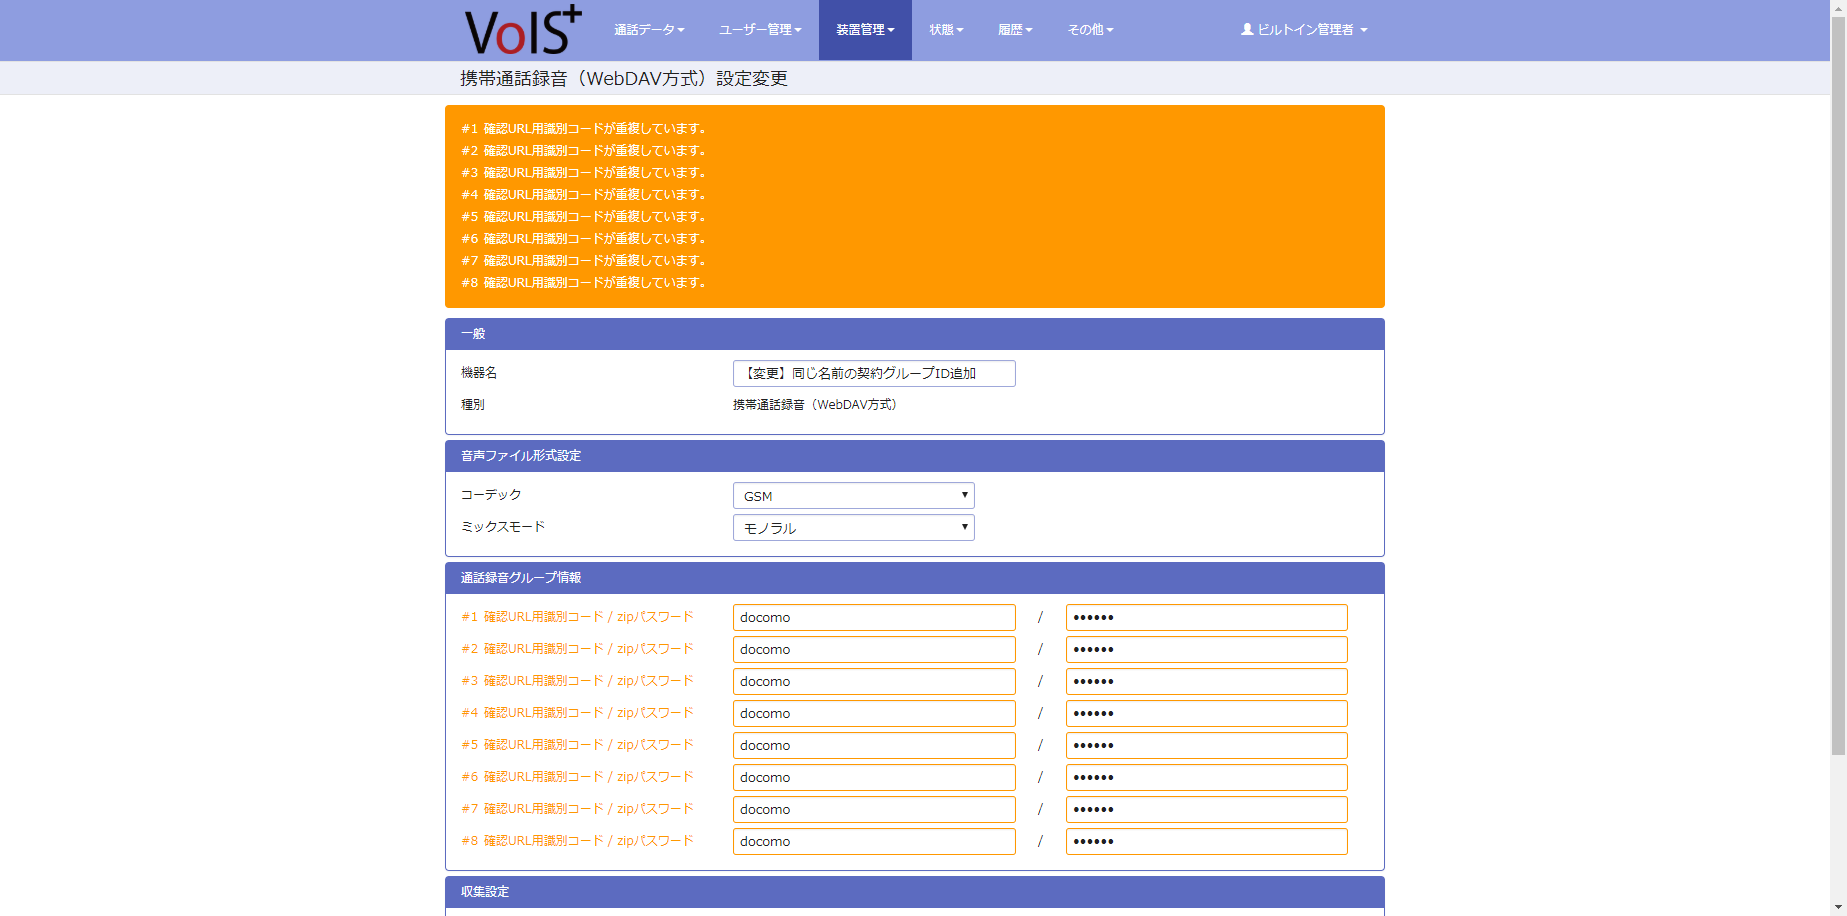 VoIS+ 通話データ ユーザー管理 装置管理 状態 履歴 その他 ビルトイン管理者
携帯通話録音（WebDAV方式）設定変更
#1 確認URL用識別コードが重複しています。
#2 確認URL用識別コードが重複しています。
#3 確認URL用識別コードが重複しています。
#4 確認URL用識別コードが重複しています。
#5 確認URL用識別コードが重複しています。
#6 確認URL用識別コードが重複しています。
#7 確認URL用識別コードが重複しています。
#8 確認URL用識別コードが重複しています。
一般
機器名 【変更】同じ名前の契約グループID追加
種別 携帯通話録音（WebDAV方式）
音声ファイル形式設定
コーデック GSM
ミックスモード モノラル
通話録音グループ情報
#1 確認URL用識別コード / zipパスワード docomo / ••••••
#2 確認URL用識別コード / zipパスワード docomo / ••••••
#3 確認URL用識別コード / zipパスワード docomo / ••••••
#4 確認URL用識別コード / zipパスワード docomo / ••••••
#5 確認URL用識別コード / zipパスワード docomo / ••••••
#6 確認URL用識別コード / zipパスワード docomo / ••••••
#7 確認URL用識別コード / zipパスワード docomo / ••••••
#8 確認URL用識別コード / zipパスワード docomo / ••••••
収集設定